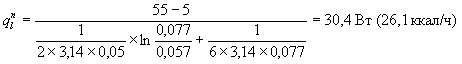 q_l^н = (55 − 5) / (1/(2×3,14×0,05) × ln 0,077/0,057 + 1/(6×3,14×0,077)) = 30,4 Вт (26,1 ккал/ч)